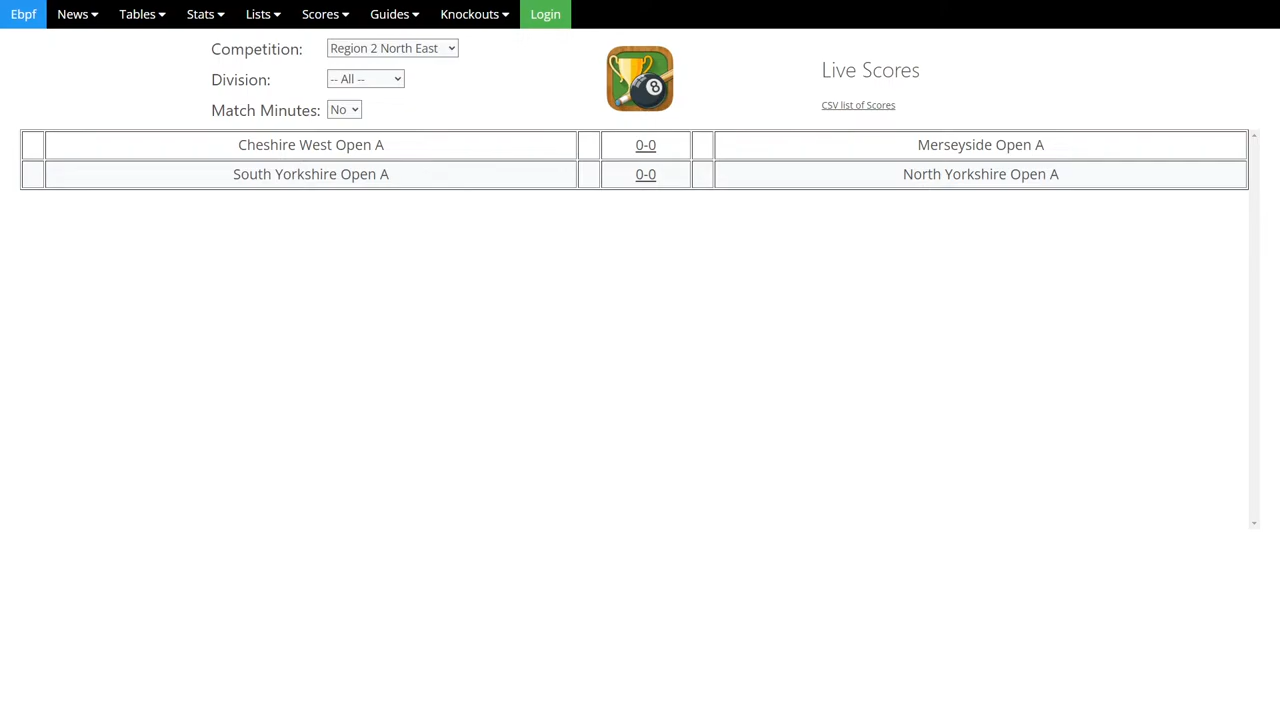 Ebpf News Tables Stats Lists Scores Guides Knockouts Login
Competition: Region 2 North East
Division: -- All --
Match Minutes: No
8
Live Scores
CSV list of Scores
Cheshire West Open A 0-0 Merseyside Open A
South Yorkshire Open A 0-0 North Yorkshire Open A